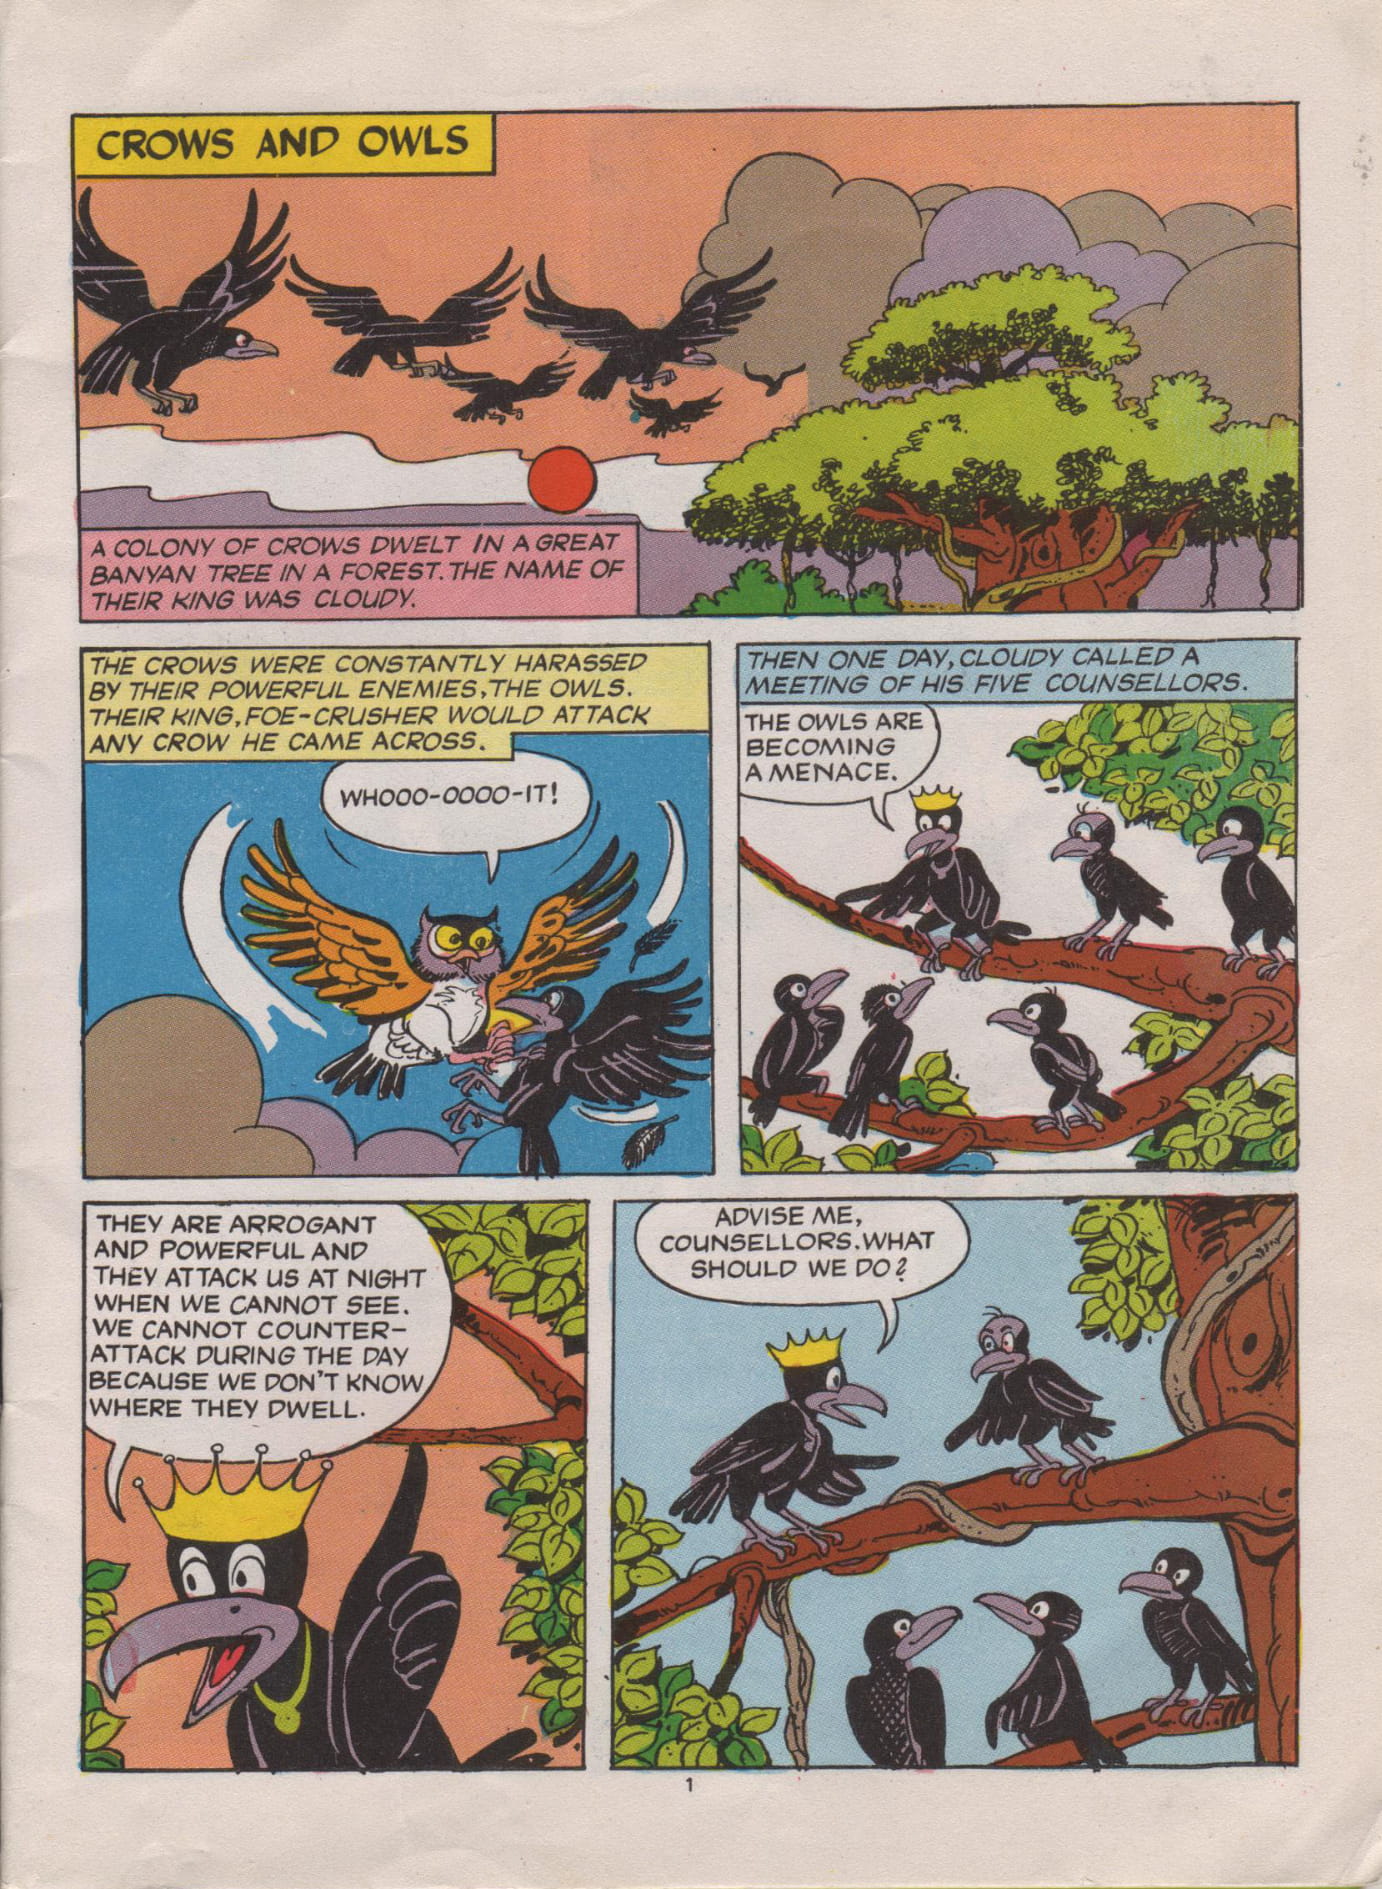 CROWS AND OWLS
A COLONY OF CROWS DWELT IN A GREAT
BANYAN TREE IN A FOREST. THE NAME OF
THEIR KING WAS CLOUDY.
THE CROWS WERE CONSTANTLY HARASSED
BY THEIR POWERFUL ENEMIES, THE OWLS.
THEIR KING, FOE-CRUSHER WOULD ATTACK
ANY CROW HE CAME ACROSS.
WHOOO-OOOO-IT!
THEN ONE DAY, CLOUDY CALLED A
MEETING OF HIS FIVE COUNSELLORS.
THE OWLS ARE
BECOMING
A MENACE.
THEY ARE ARROGANT
AND POWERFUL AND
THEY ATTACK US AT NIGHT
WHEN WE CANNOT SEE.
WE CANNOT COUNTER-
ATTACK DURING THE DAY
BECAUSE WE DON'T KNOW
WHERE THEY DWELL.
ADVISE ME,
COUNSELLORS. WHAT
SHOULD WE DO?
1